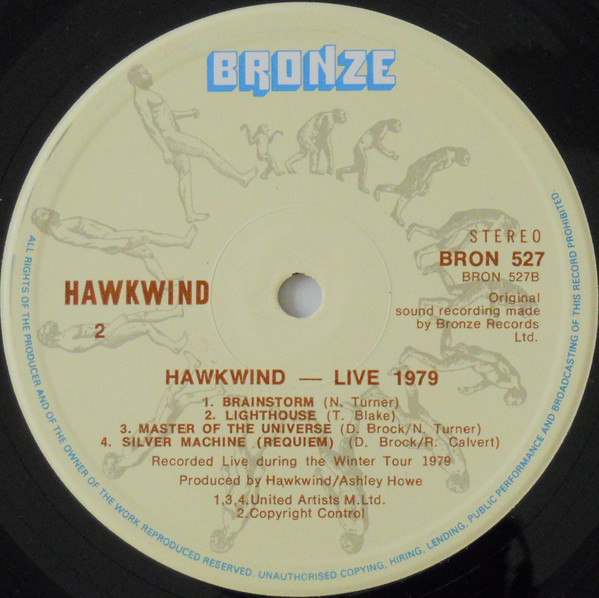 BRONZE
STEREO
BRON 527
BRON 527B
HAWKWIND
2
Original
sound recording made
by Bronze Records
Ltd.
HAWKWIND — LIVE 1979
1. BRAINSTORM (N. Turner)
2. LIGHTHOUSE (T. Blake)
3. MASTER OF THE UNIVERSE (D. Brock/N. Turner)
4. SILVER MACHINE (REQUIEM) (D. Brock/R. Calvert)
Recorded Live during the Winter Tour 1979
Produced by Hawkwind/Ashley Howe
1,3,4.United Artists M.Ltd.
2.Copyright Control
ALL RIGHTS OF THE PRODUCER AND OF THE OWNER OF THE WORK REPRODUCED RESERVED. UNAUTHORISED COPYING, HIRING, LENDING, PUBLIC PERFORMANCE AND BROADCASTING OF THIS RECORD PROHIBITED